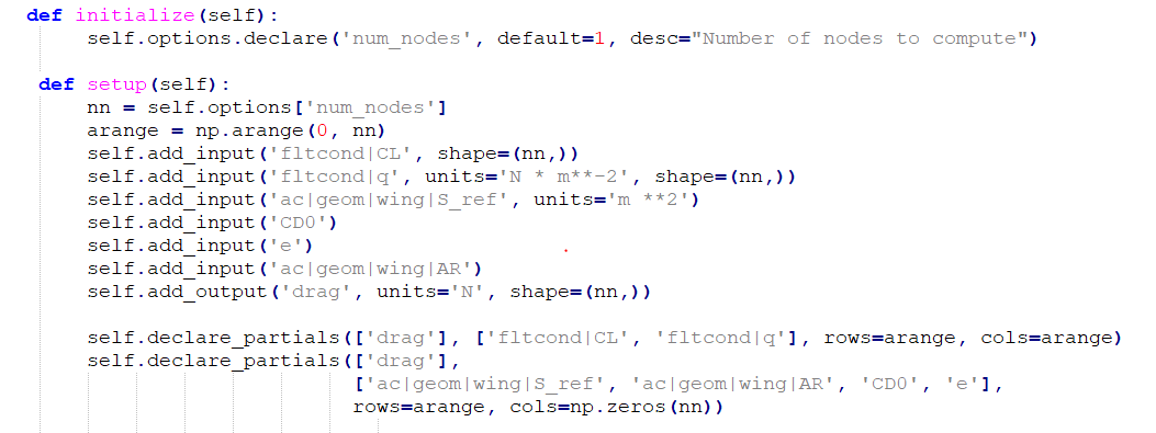 def initialize(self):
    self.options.declare('num_nodes', default=1, desc="Number of nodes to compute")
def setup(self):
    nn = self.options['num_nodes']
    arange = np.arange(0, nn)
    self.add_input('fltcond|CL', shape=(nn,))
    self.add_input('fltcond|q', units='N * m**-2', shape=(nn,))
    self.add_input('ac|geom|wing|S_ref', units='m **2')
    self.add_input('CD0')
    self.add_input('e')
    self.add_input('ac|geom|wing|AR')
    self.add_output('drag', units='N', shape=(nn,))
    self.declare_partials(['drag'], ['fltcond|CL', 'fltcond|q'], rows=arange, cols=arange)
    self.declare_partials(['drag'],
                          ['ac|geom|wing|S_ref', 'ac|geom|wing|AR', 'CD0', 'e'],
                          rows=arange, cols=np.zeros(nn))